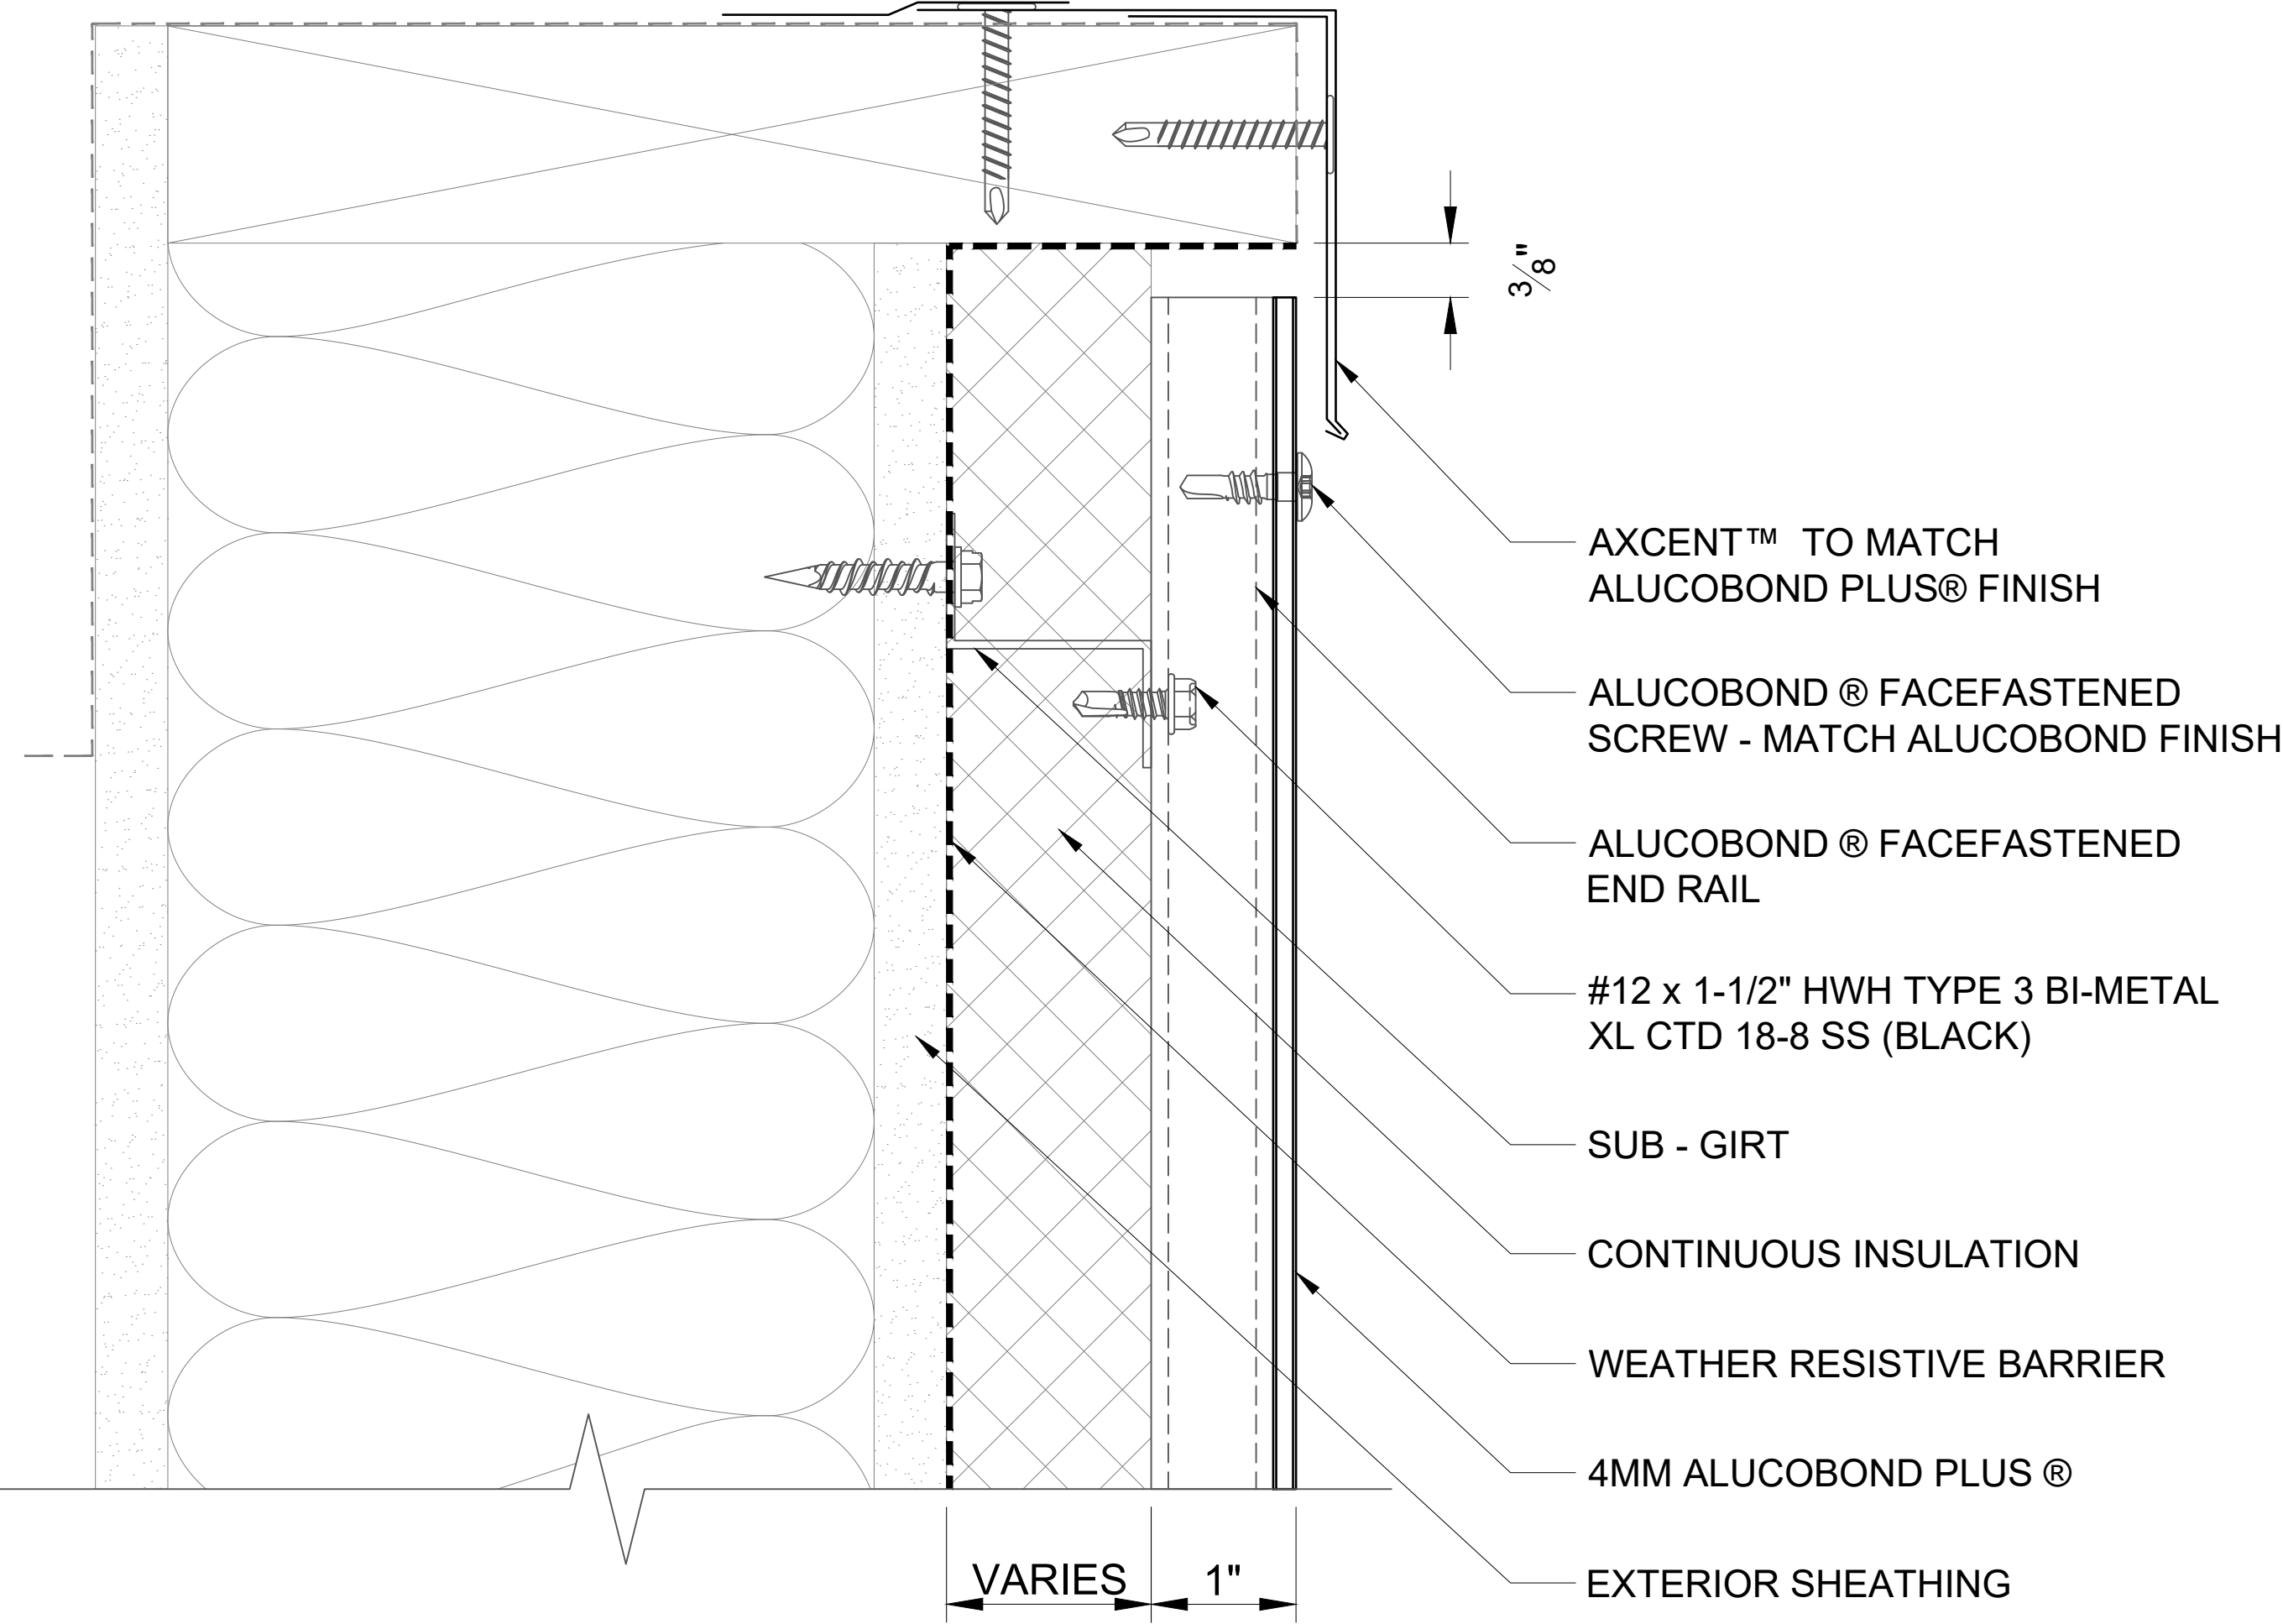 3/8"
AXCENT™ TO MATCH
ALUCOBOND PLUS® FINISH
ALUCOBOND ® FACEFASTENED
SCREW - MATCH ALUCOBOND FINISH
ALUCOBOND ® FACEFASTENED
END RAIL
#12 x 1-1/2" HWH TYPE 3 BI-METAL
XL CTD 18-8 SS (BLACK)
SUB - GIRT
CONTINUOUS INSULATION
WEATHER RESISTIVE BARRIER
4MM ALUCOBOND PLUS ®
EXTERIOR SHEATHING
VARIES
1"